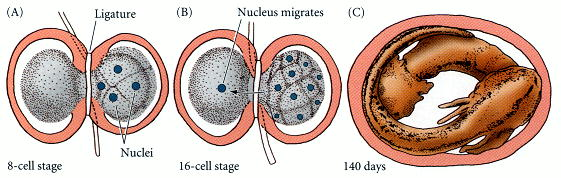 (A)
Ligature
Nuclei
8-cell stage
(B)
Nucleus migrates
16-cell stage
(C)
140 days